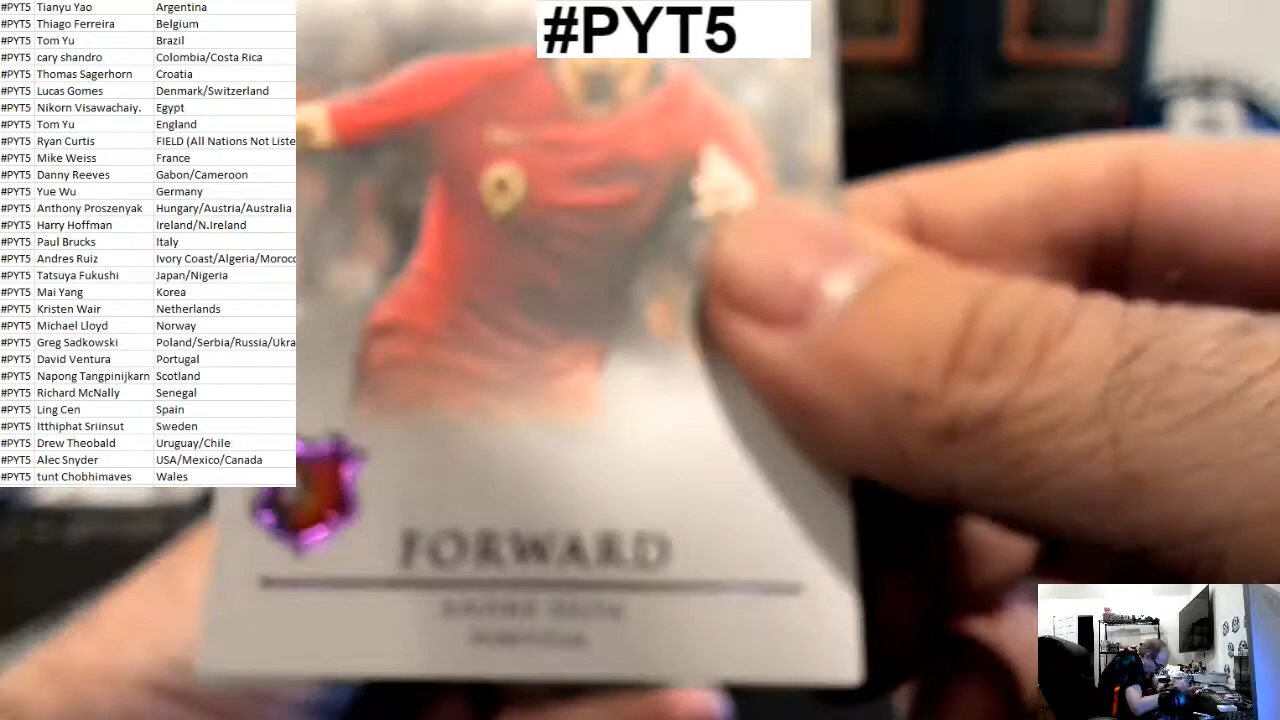 #PYT5
#PYT5 Tianyu Yao Argentina
#PYT5 Thiago Ferreira Belgium
#PYT5 Tom Yu Brazil
#PYT5 cary shandro Colombia/Costa Rica
#PYT5 Thomas Sagerhorn Croatia
#PYT5 Lucas Gomes Denmark/Switzerland
#PYT5 Nikorn Visawachaiy. Egypt
#PYT5 Tom Yu England
#PYT5 Ryan Curtis FIELD (All Nations Not Liste
#PYT5 Mike Weiss France
#PYT5 Danny Reeves Gabon/Cameroon
#PYT5 Yue Wu Germany
#PYT5 Anthony Proszenyak Hungary/Austria/Australia
#PYT5 Harry Hoffman Ireland/N.Ireland
#PYT5 Paul Brucks Italy
#PYT5 Andres Ruiz Ivory Coast/Algeria/Moroc
#PYT5 Tatsuya Fukushi Japan/Nigeria
#PYT5 Mai Yang Korea
#PYT5 Kristen Wair Netherlands
#PYT5 Michael Lloyd Norway
#PYT5 Greg Sadkowski Poland/Serbia/Russia/Ukra
#PYT5 David Ventura Portugal
#PYT5 Napong Tangpinijkarn Scotland
#PYT5 Richard McNally Senegal
#PYT5 Ling Cen Spain
#PYT5 Itthiphat Sriinsut Sweden
#PYT5 Drew Theobald Uruguay/Chile
#PYT5 Alec Snyder USA/Mexico/Canada
#PYT5 tunt Chobhimaves Wales
FORWARD